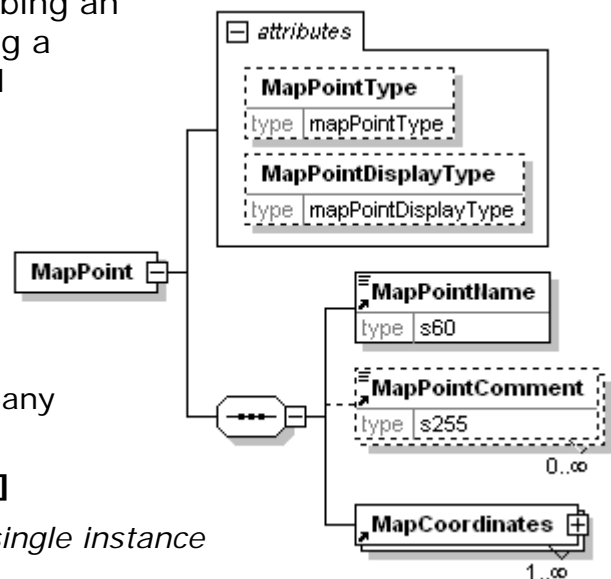 bing an
g a
attributes
MapPointType
type mapPointType
MapPointDisplayType
type mapPointDisplayType
MapPoint
MapPointName
type s60
any
MapPointComment
type s255
0..∞
]
single instance
MapCoordinates
1..∞